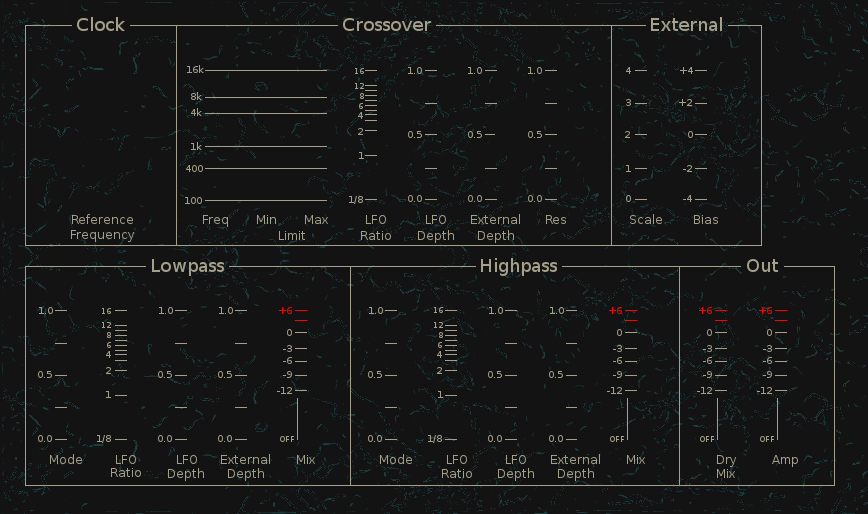 Clock Crossover External
16k 16 1.0 1.0 1.0 4 +4
12
8k 8 3 +2
6
4k 4
2 0.5 0.5 0.5 2 0
1k 1
400 1 -2
100 1/8 0.0 0.0 0.0 0 -4
Reference Freq Min Max LFO LFO External Res Scale Bias
Frequency Limit Ratio Depth Depth
Lowpass Highpass Out
1.0 16 1.0 1.0 +6 1.0 16 1.0 1.0 +6 +6 +6
12 12
8 0 8 0 0 0
6 6
4 -3 4 -3 -3 -3
-6 -6 -6 -6
0.5 2 0.5 0.5 -9 0.5 2 0.5 0.5 -9 -9 -9
1 -12 1 -12 -12 -12
0.0 1/8 0.0 0.0 OFF 0.0 1/8 0.0 0.0 OFF OFF OFF
Mode LFO LFO External Mix Mode LFO LFO External Mix Dry Amp
Ratio Depth Depth Ratio Depth Depth Mix